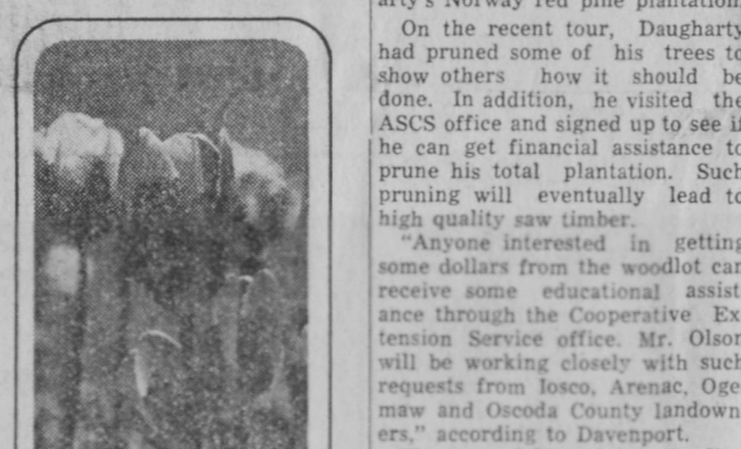 arty's Norway red pine plantation
On the recent tour, Daugharty
had pruned some of his trees to
show others how it should be
done. In addition, he visited the
ASCS office and signed up to see if
he can get financial assistance to
prune his total plantation. Such
pruning will eventually lead to
high quality saw timber.
"Anyone interested in getting
some dollars from the woodlot can
receive some educational assist
ance through the Cooperative Ex
tension Service office. Mr. Olson
will be working closely with such
requests from Iosco, Arenac, Oge
maw and Oscoda County landown
ers," according to Davenport.